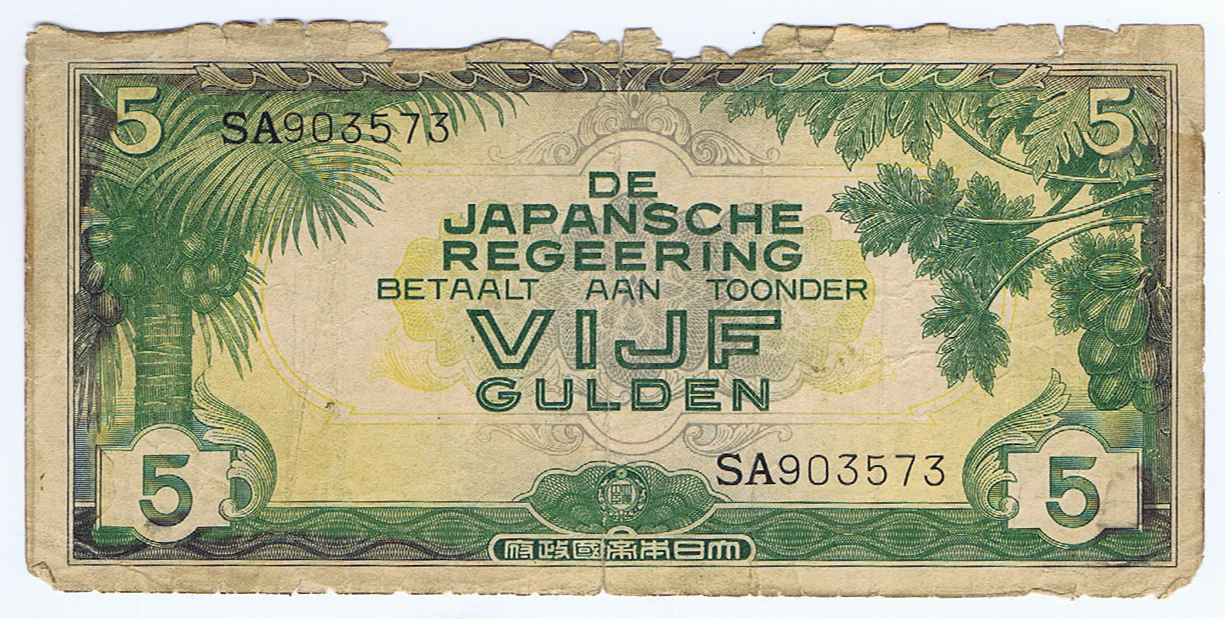 5
5
SA903573
DE
JAPANSCHE
REGEERING
BETAALT AAN TOONDER
VIJF
GULDEN
SA903573
5
5
府政國帝本日大